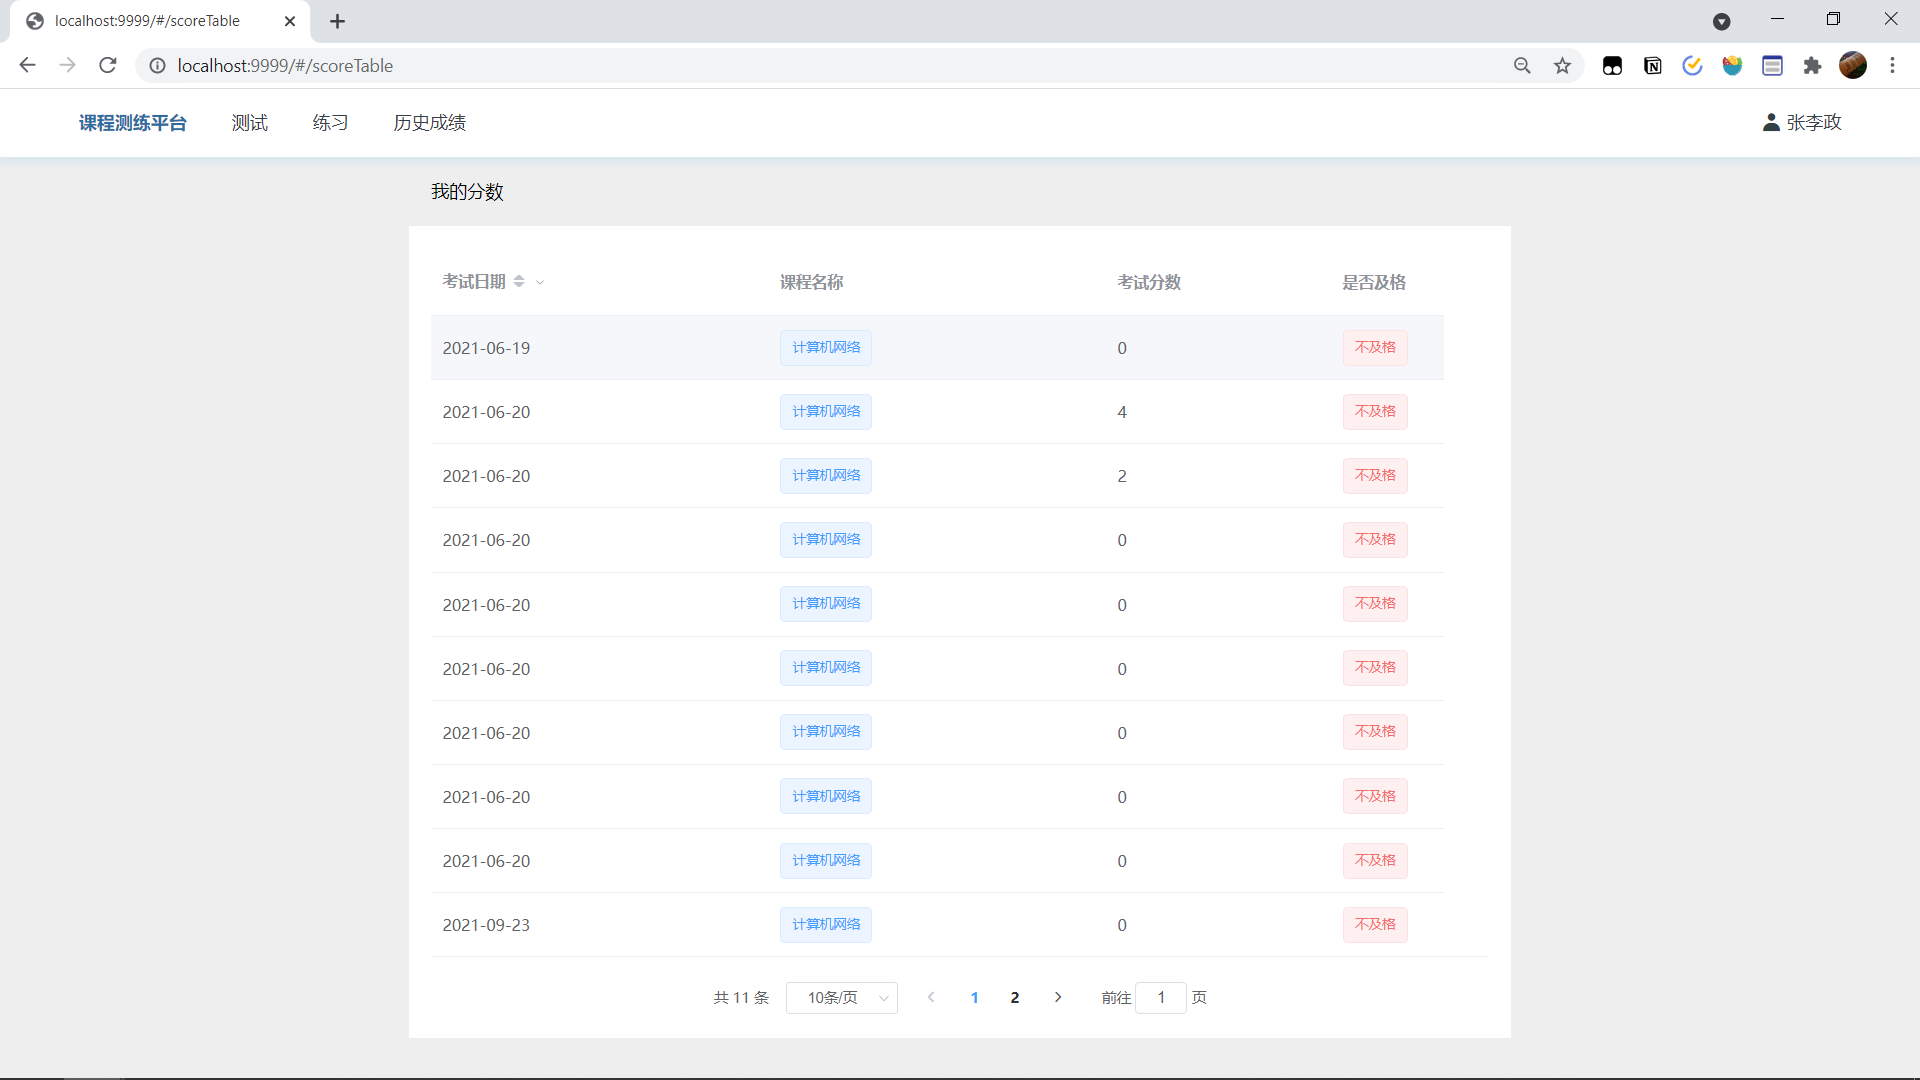 localhost:9999/#/scoreTable
localhost:9999/#/scoreTable
课程测练平台 测试 练习 历史成绩 张李政
我的分数
考试日期 课程名称 考试分数 是否及格
2021-06-19 计算机网络 0 不及格
2021-06-20 计算机网络 4 不及格
2021-06-20 计算机网络 2 不及格
2021-06-20 计算机网络 0 不及格
2021-06-20 计算机网络 0 不及格
2021-06-20 计算机网络 0 不及格
2021-06-20 计算机网络 0 不及格
2021-06-20 计算机网络 0 不及格
2021-06-20 计算机网络 0 不及格
2021-09-23 计算机网络 0 不及格
共 11 条 10条/页 1 2 前往 1 页